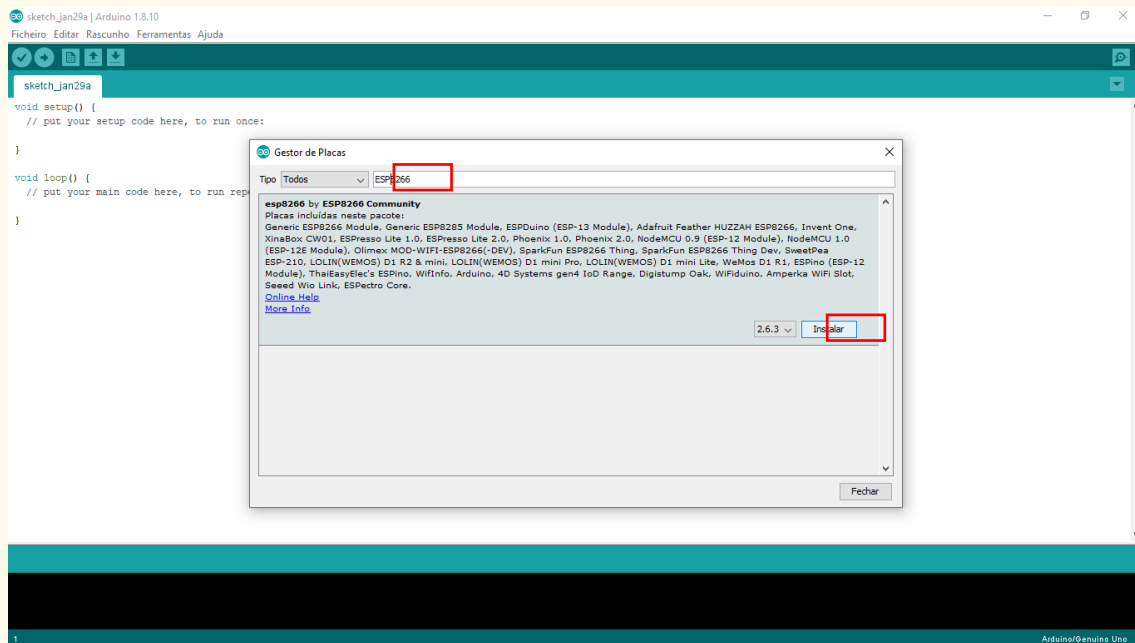 sketch_jan29a | Arduino 1.8.10
Ficheiro Editar Rascunho Ferramentas Ajuda
sketch_jan29a
void setup() {
// put your setup code here, to run once:
}
void loop() {
// put your main code here, to run rep
}
Gestor de Placas
Tipo Todos ESP8266
esp8266 by ESP8266 Community
Placas incluídas neste pacote:
Generic ESP8266 Module, Generic ESP8285 Module, ESPDuino (ESP-13 Module), Adafruit Feather HUZZAH ESP8266, Invent One,
XinaBox CW01, ESPresso Lite 1.0, ESPresso Lite 2.0, Phoenix 1.0, Phoenix 2.0, NodeMCU 0.9 (ESP-12 Module), NodeMCU 1.0
(ESP-12E Module), Olimex MOD-WIFI-ESP8266(-DEV), SparkFun ESP8266 Thing, SparkFun ESP8266 Thing Dev, SweetPea
ESP-210, LOLIN(WEMOS) D1 R2 & mini, LOLIN(WEMOS) D1 mini Pro, LOLIN(WEMOS) D1 mini Lite, WeMos D1 R1, ESPino (ESP-12
Module), ThaiEasyElec's ESPino, WifInfo, Arduino, 4D Systems gen4 IoD Range, Digistump Oak, WiFiduino, Amperka WiFi Slot,
Seeed Wio Link, ESPectro Core.
Online Help
More Info
2.6.3 Instalar
Fechar
1 Arduino/Genuino Uno